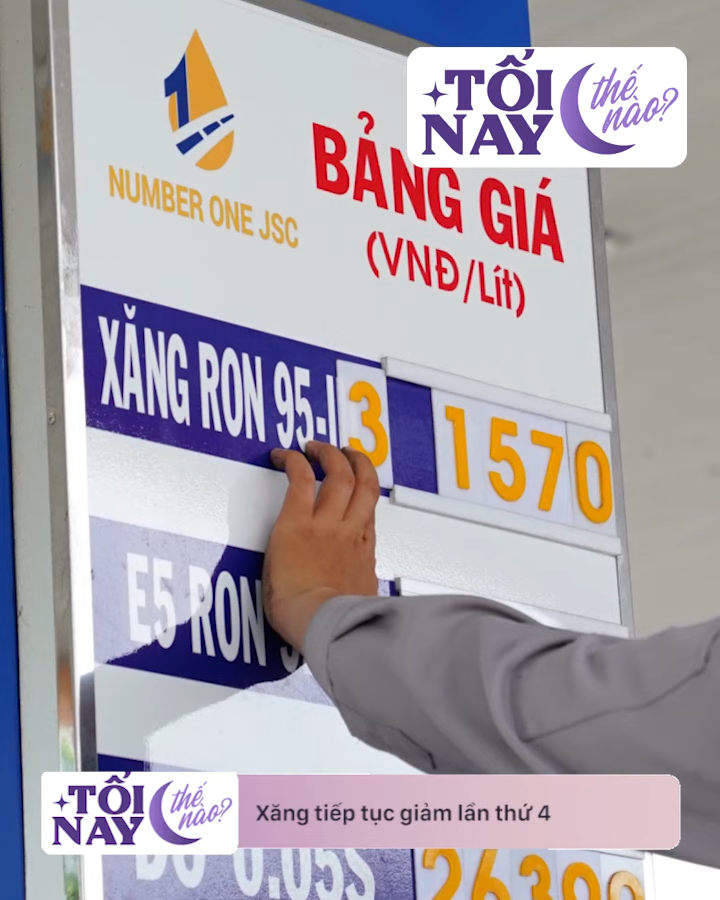 TỐI
NAY
thế
nào?
1
NUMBER ONE JSC
BẢNG GIÁ
(VNĐ/Lít)
XĂNG RON 95-I
3 1570
E5 RON
TỐI
NAY
thế
nào?
Xăng tiếp tục giảm lần thứ 4
DO 0.05S